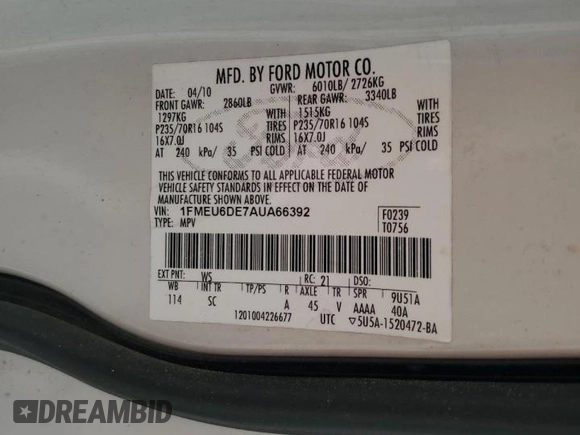 MFD. BY FORD MOTOR CO.
DATE: 04/10 GVWR: 6010LB/ 2726KG
FRONT GAWR: 2860LB REAR GAWR: 3340LB
1297KG WITH 1515KG WITH
P235/70R16 104S TIRES P235/70R16 104S TIRES
16X7.0J RIMS 16X7.0J RIMS
AT 240 kPa/ 35 PSI COLD AT 240 kPa/ 35 PSI COLD
THIS VEHICLE CONFORMS TO ALL APPLICABLE FEDERAL MOTOR
VEHICLE SAFETY STANDARDS IN EFFECT ON THE DATE OF
MANUFACTURE SHOWN ABOVE.
VIN: 1FMEU6DE7AUA66392 F0239
TYPE: MPV T0756
EXT PNT: WS RC: 21 DSO:
WB INT TR TP/PS R AXLE TR SPR 9U51A
114 SC A 45 V AAAA 40A
1201004226677 UTC ▽5U5A-1520472-BA
DREAMBID